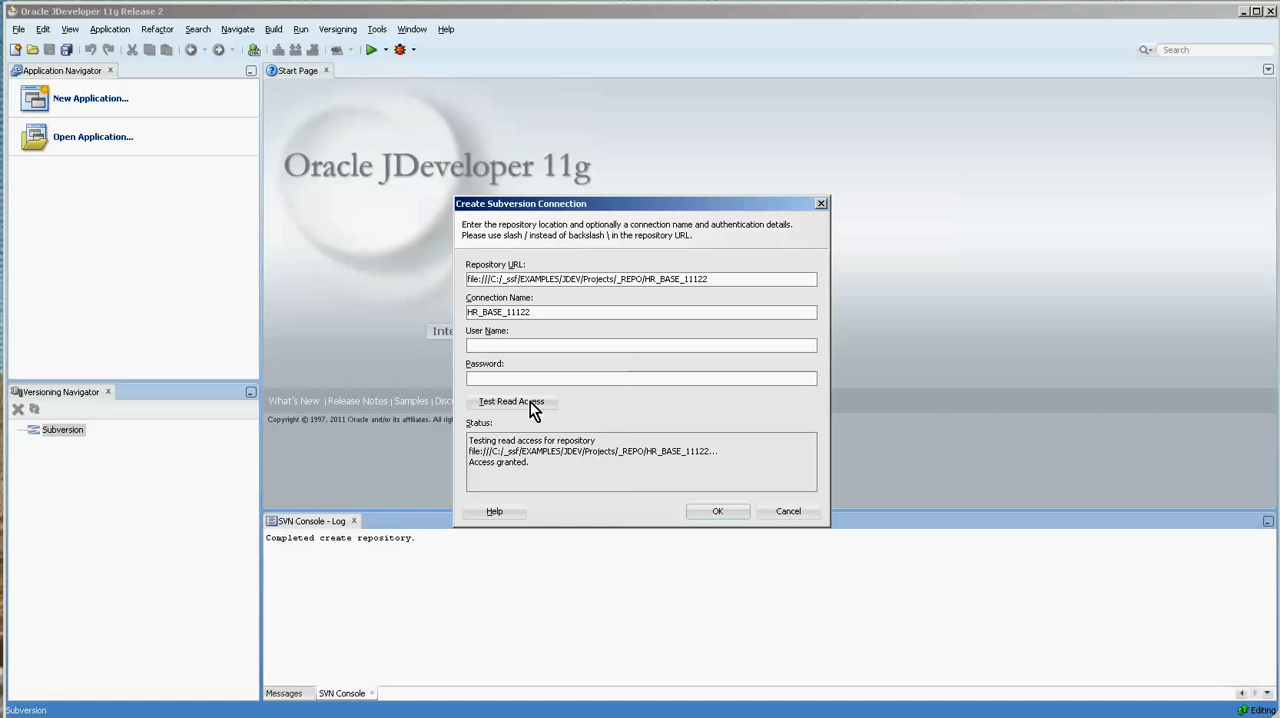 Oracle JDeveloper 11g Release 2
File Edit View Application Refactor Search Navigate Build Run Versioning Tools Window Help
Search
Application Navigator
Start Page
New Application...
Open Application...
Oracle JDeveloper 11g
Create Subversion Connection
Enter the repository location and optionally a connection name and authentication details.
Please use slash / instead of backslash \ in the repository URL.
Repository URL:
file:///C:/_ssf/EXAMPLES/JDEV/Projects/_REPO/HR_BASE_11122
Connection Name:
HR_BASE_11122
User Name:
Password:
Test Read Access
Status:
Testing read access for repository
file:///C:/_ssf/EXAMPLES/JDEV/Projects/_REPO/HR_BASE_11122...
Access granted.
Help OK Cancel
Versioning Navigator
Subversion
What's New | Release Notes | Samples |
Copyright © 1997, 2011 Oracle and/or its affiliates. All
SVN Console - Log
Completed create repository.
Messages SVN Console
Subversion
Editing